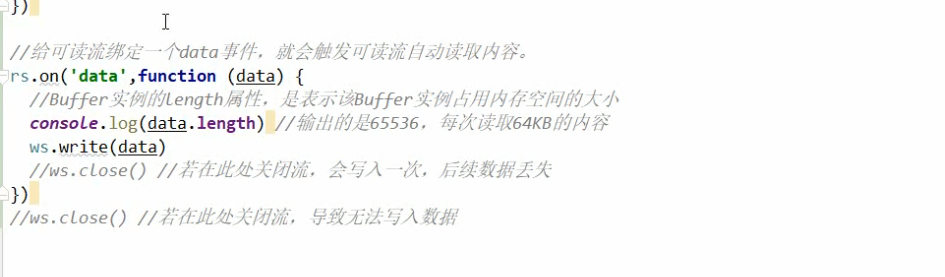 })
//给可读流绑定一个data事件，就会触发可读流自动读取内容。
rs.on('data',function (data) {
//Buffer实例的length属性，是表示该Buffer实例占用内存空间的大小
console.log(data.length) //输出的是65536，每次读取64KB的内容
ws.write(data)
//ws.close() //若在此处关闭流，会写入一次，后续数据丢失
})
//ws.close() //若在此处关闭流，导致无法写入数据